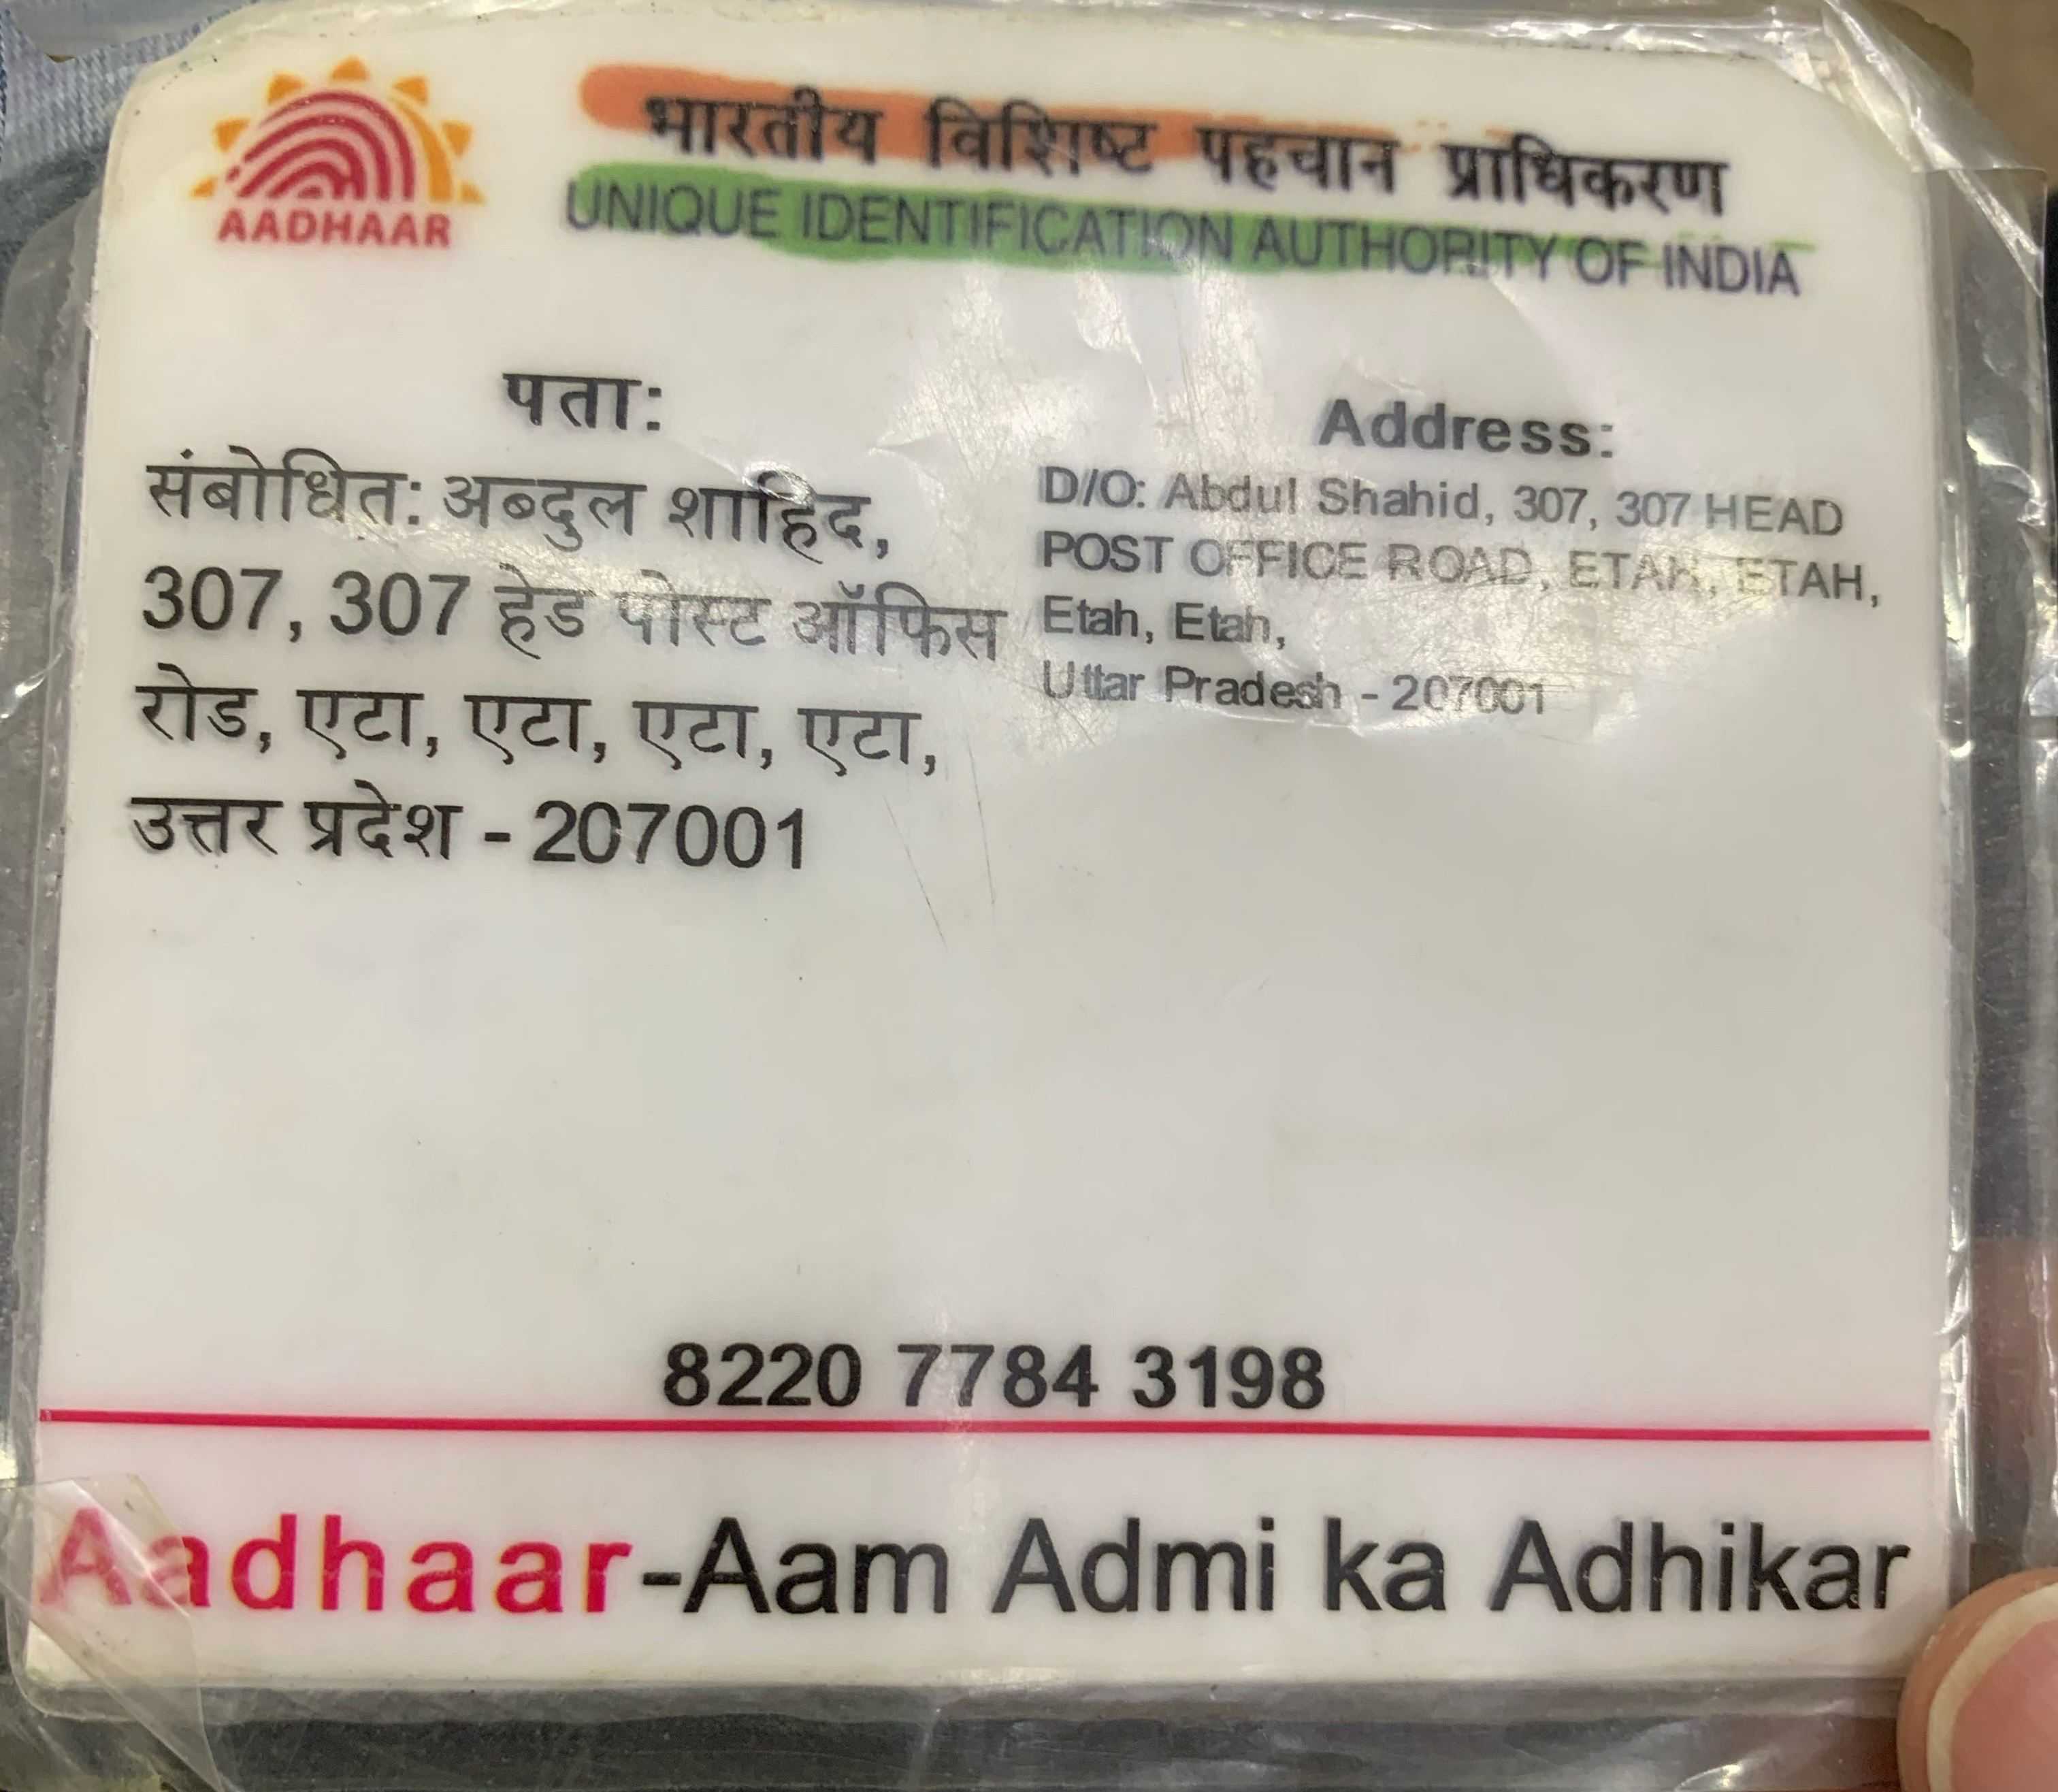 AADHAAR
भारतीय विशिष्ट पहचान प्राधिकरण
UNIQUE IDENTIFICATION AUTHORITY OF INDIA
पता:
संबोधित: अब्दुल शाहिद,
307, 307 हेड पोस्ट ऑफिस
रोड, एटा, एटा, एटा, एटा,
उत्तर प्रदेश - 207001
Address:
D/O: Abdul Shahid, 307, 307 HEAD
POST OFFICE ROAD, ETAH, ETAH,
Etah, Etah,
Uttar Pradesh - 207001
8220 7784 3198
Aadhaar-Aam Admi ka Adhikar